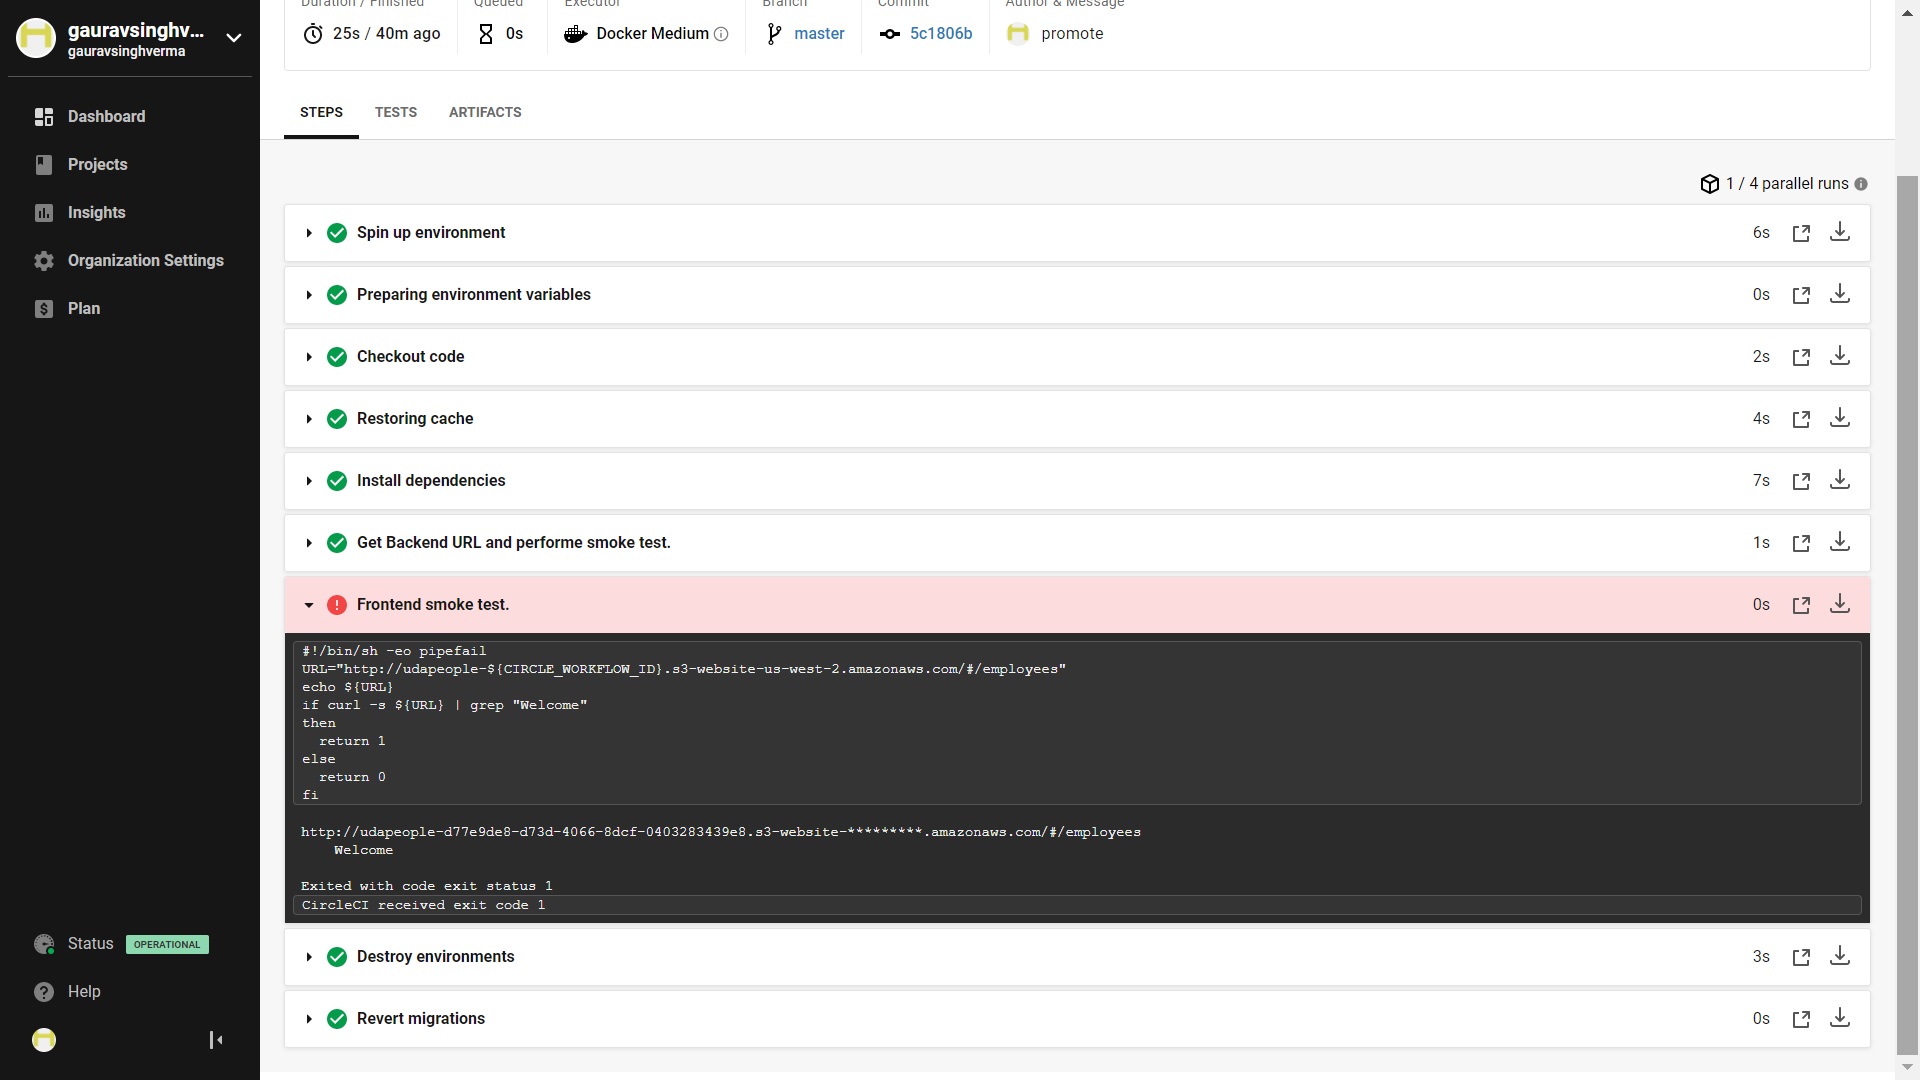 gauravsinghv...
gauravsinghverma
Dashboard
Projects
Insights
Organization Settings
Plan
Status OPERATIONAL
Help
Duration / Finished
25s / 40m ago
Queued
0s
Executor
Docker Medium
Branch
master
Commit
5c1806b
Author & Message
promote
STEPS TESTS ARTIFACTS
1 / 4 parallel runs
Spin up environment 6s
Preparing environment variables 0s
Checkout code 2s
Restoring cache 4s
Install dependencies 7s
Get Backend URL and performe smoke test. 1s
Frontend smoke test. 0s
#!/bin/sh -eo pipefail
URL="http://udapeople-${CIRCLE_WORKFLOW_ID}.s3-website-us-west-2.amazonaws.com/#/employees"
echo ${URL}
if curl -s ${URL} | grep "Welcome"
then
  return 1
else
  return 0
fi
http://udapeople-d77e9de8-d73d-4066-8dcf-0403283439e8.s3-website-*********.amazonaws.com/#/employees
    Welcome
Exited with code exit status 1
CircleCI received exit code 1
Destroy environments 3s
Revert migrations 0s